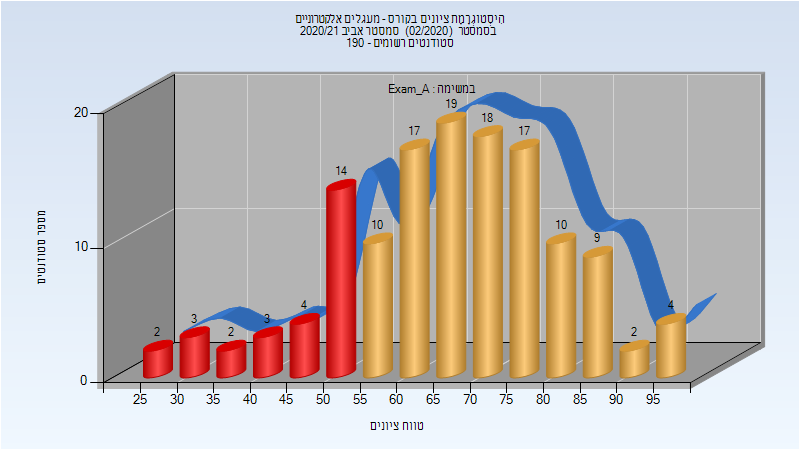 היסטוגרמת ציונים בקורס - מעגלים אלקטרוניים
בסמסטר (02/2020) סמסטר אביב 2020/21
סטודנטים רשומים - 190
במשימה : Exam_A
מספר סטודנטים
20
10
0
2
3
2
3
4
14
10
17
19
18
17
10
9
2
4
25 30 35 40 45 50 55 60 65 70 75 80 85 90 95
טווח ציונים